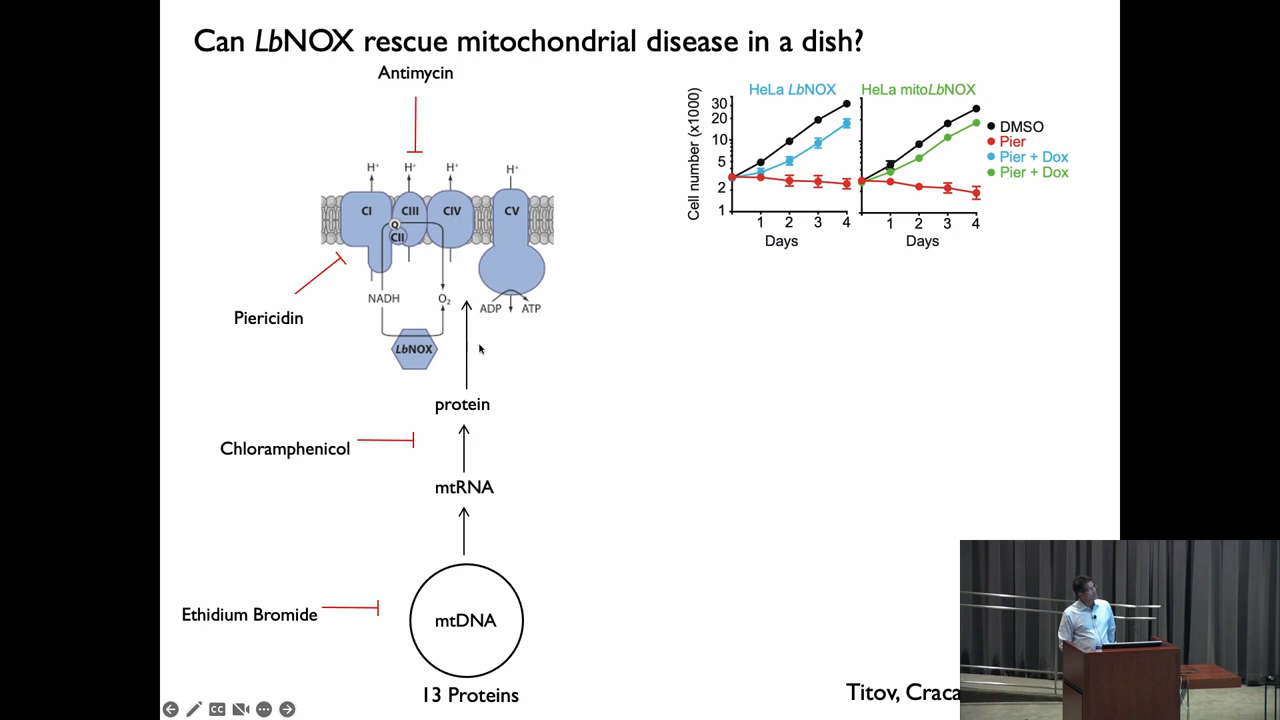 Can LbNOX rescue mitochondrial disease in a dish?
Antimycin
H⁺ H⁺ H⁺ H⁺
CI CIII CIV CV
Q
CII
NADH O₂ ADP ATP
Piericidin
LbNOX
protein
Chloramphenicol
mtRNA
Ethidium Bromide
mtDNA
13 Proteins
HeLa LbNOX HeLa mitoLbNOX
Cell number (x1000)
30
20
10
5
2
1
1 2 3 4 1 2 3 4
Days Days
DMSO
Pier
Pier + Dox
Pier + Dox
Titov, Craca
CC